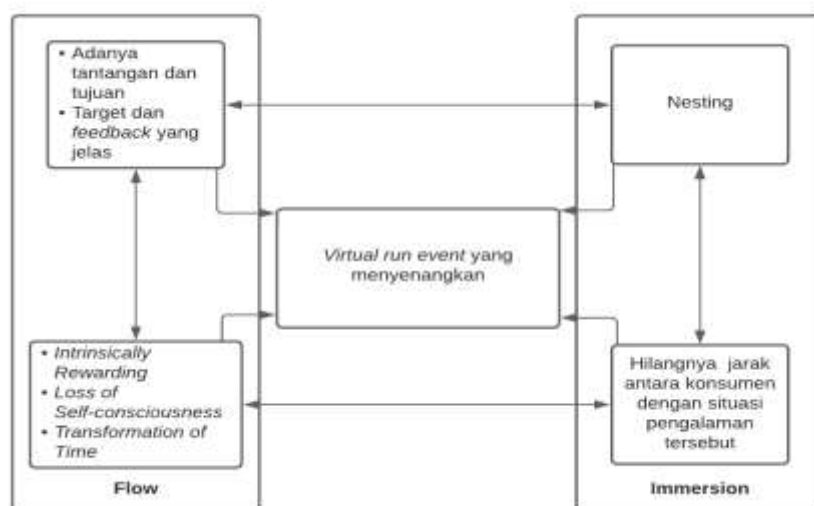 • Adanya
tantangan dan
tujuan
• Target dan
feedback yang
jelas
Nesting
Virtual run event yang
menyenangkan
• Intrinsically
Rewarding
• Loss of
Self-consciousness
• Transformation of
Time
Hilangnya jarak
antara konsumen
dengan situasi
pengalaman
tersebut
Flow
Immersion